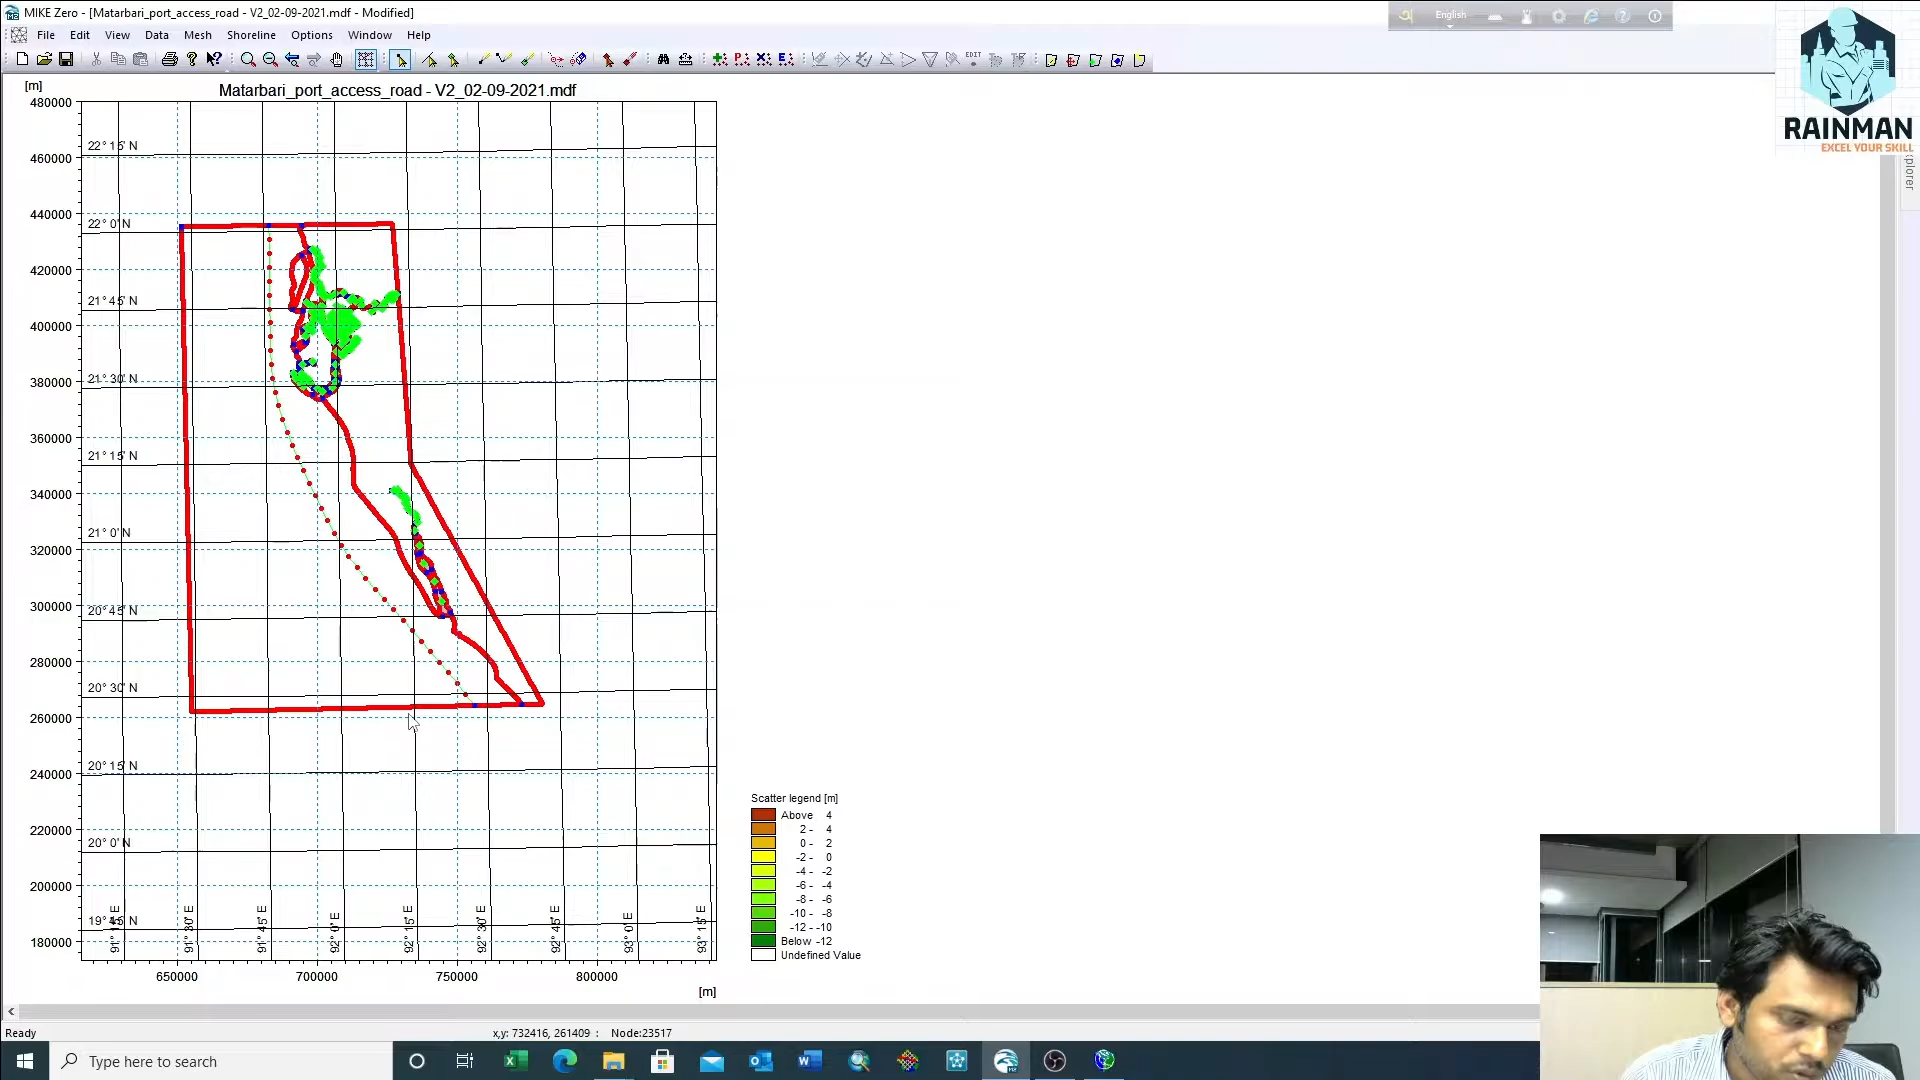 MIKE Zero - [Matarbari_port_access_road - V2_02-09-2021.mdf - Modified]
English
File Edit View Data Mesh Shoreline Options Window Help
RAINMAN
EXCEL YOUR SKILL
plorer
[m]
Matarbari_port_access_road - V2_02-09-2021.mdf
480000
22° 15' N
460000
440000
22° 0' N
420000
21° 45' N
400000
21° 30' N
380000
360000
21° 15' N
340000
21° 0' N
320000
20° 45' N
300000
280000
20° 30' N
260000
20° 15' N
240000
220000
20° 0' N
200000
19° 45' N
180000
91° 15' E
91° 30' E
91° 45' E
92° 0' E
92° 15' E
92° 30' E
92° 45' E
93° 0' E
93° 15' E
650000 700000 750000 800000
[m]
Scatter legend [m]
Above 4
2 - 4
0 - 2
-2 - 0
-4 - -2
-6 - -4
-8 - -6
-10 - -8
-12 - -10
Below -12
Undefined Value
Ready
x,y: 732416, 261409 : Node:23517
Type here to search